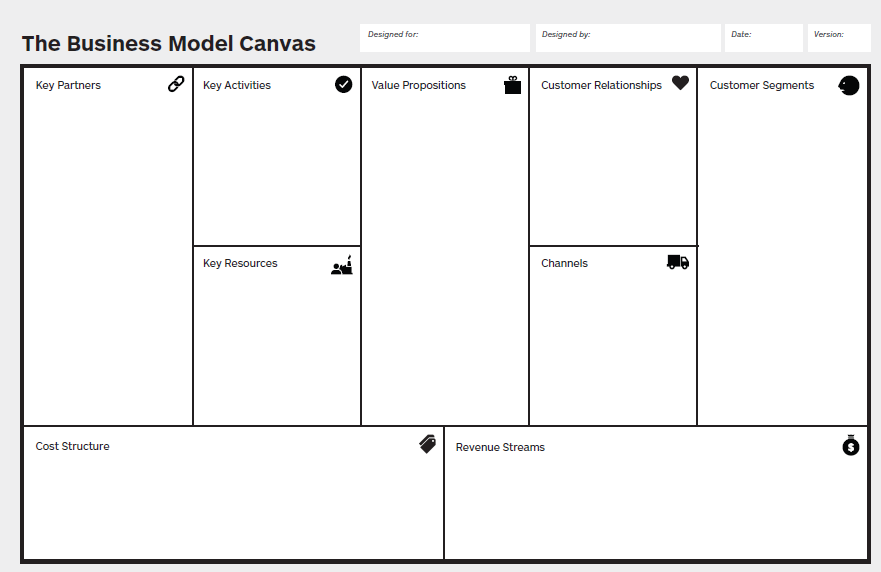 The Business Model Canvas
Designed for:
Designed by:
Date:
Version:
Key Partners
Key Activities
Value Propositions
Customer Relationships
Customer Segments
Key Resources
Channels
Cost Structure
Revenue Streams
$